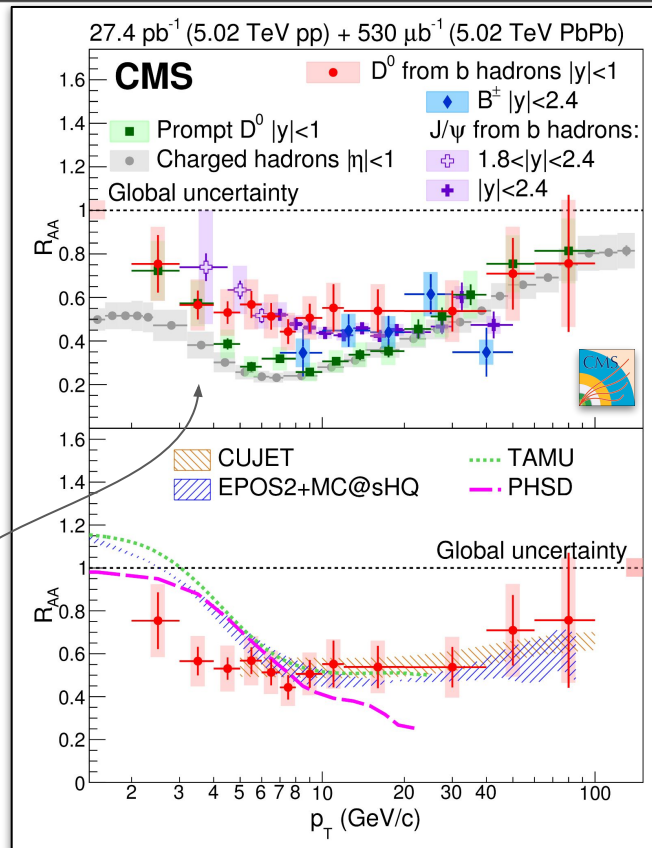 27.4 pb⁻¹ (5.02 TeV pp) + 530 μb⁻¹ (5.02 TeV PbPb)
CMS
D⁰ from b hadrons |y|<1
B± |y|<2.4
Prompt D⁰ |y|<1
J/ψ from b hadrons:
Charged hadrons |η|<1
1.8<|y|<2.4
|y|<2.4
Global uncertainty
R_AA
1.6
1.4
1.2
1
0.8
0.6
0.4
0.2
CMS
CUJET
TAMU
EPOS2+MC@sHQ
PHSD
Global uncertainty
R_AA
1.6
1.4
1.2
1
0.8
0.6
0.4
0.2
0
2 3 4 5 6 7 8 10 20 30 40 100
p_T (GeV/c)